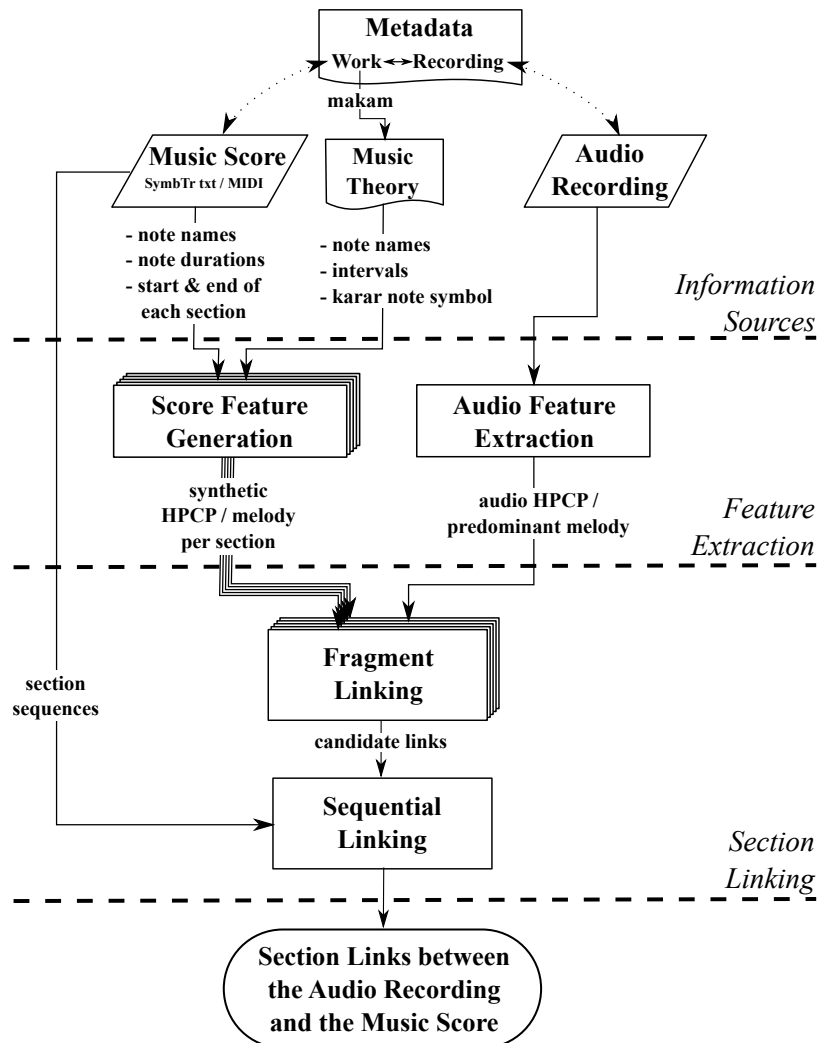 Metadata
Work↔Recording
makam
Music Score
SymbTr txt / MIDI
Music
Theory
Audio
Recording
- note names
- note durations
- start & end of
each section
- note names
- intervals
- karar note symbol
Information
Sources
Score Feature
Generation
Audio Feature
Extraction
synthetic
HPCP / melody
per section
audio HPCP /
predominant melody
Feature
Extraction
Fragment
Linking
section
sequences
candidate links
Sequential
Linking
Section
Linking
Section Links between
the Audio Recording
and the Music Score